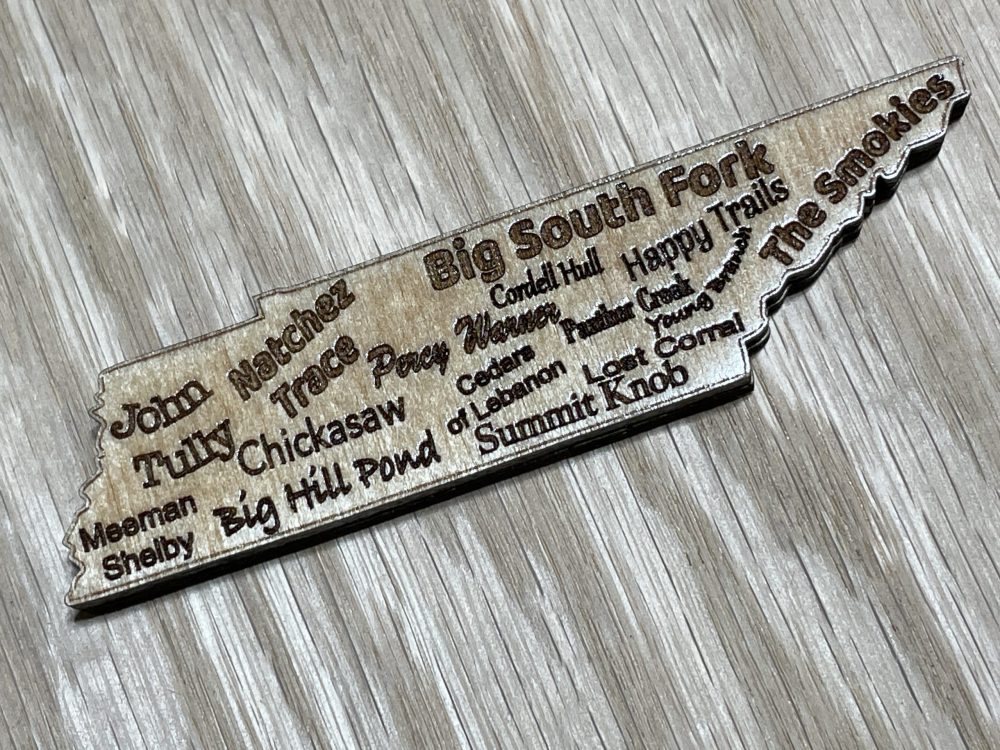 John
Tully
Natchez
Trace
Chickasaw
Meeman
Shelby
Big Hill Pond
Percy Warner
Cedars
of Lebanon
Summit Knob
Big South Fork
Cordell Hull
Happy Trails
Panther Creek
Young Branch
Lost Corral
The Smokies